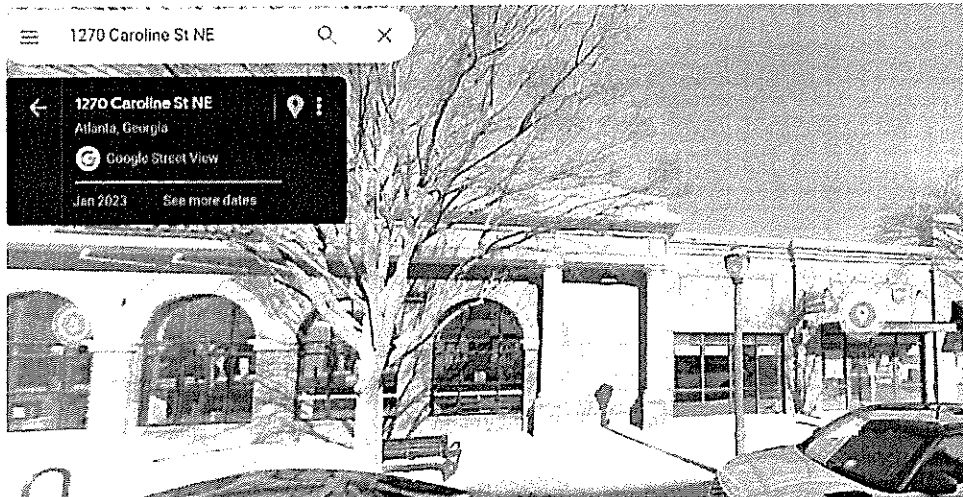 1270 Caroline St NE
1270 Caroline St NE
Atlanta, Georgia
Google Street View
Jan 2023 See more dates